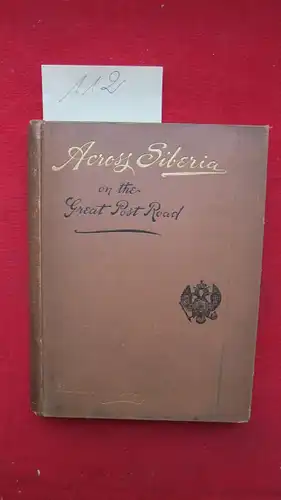 112
Across Siberia
on the
Great Post Road